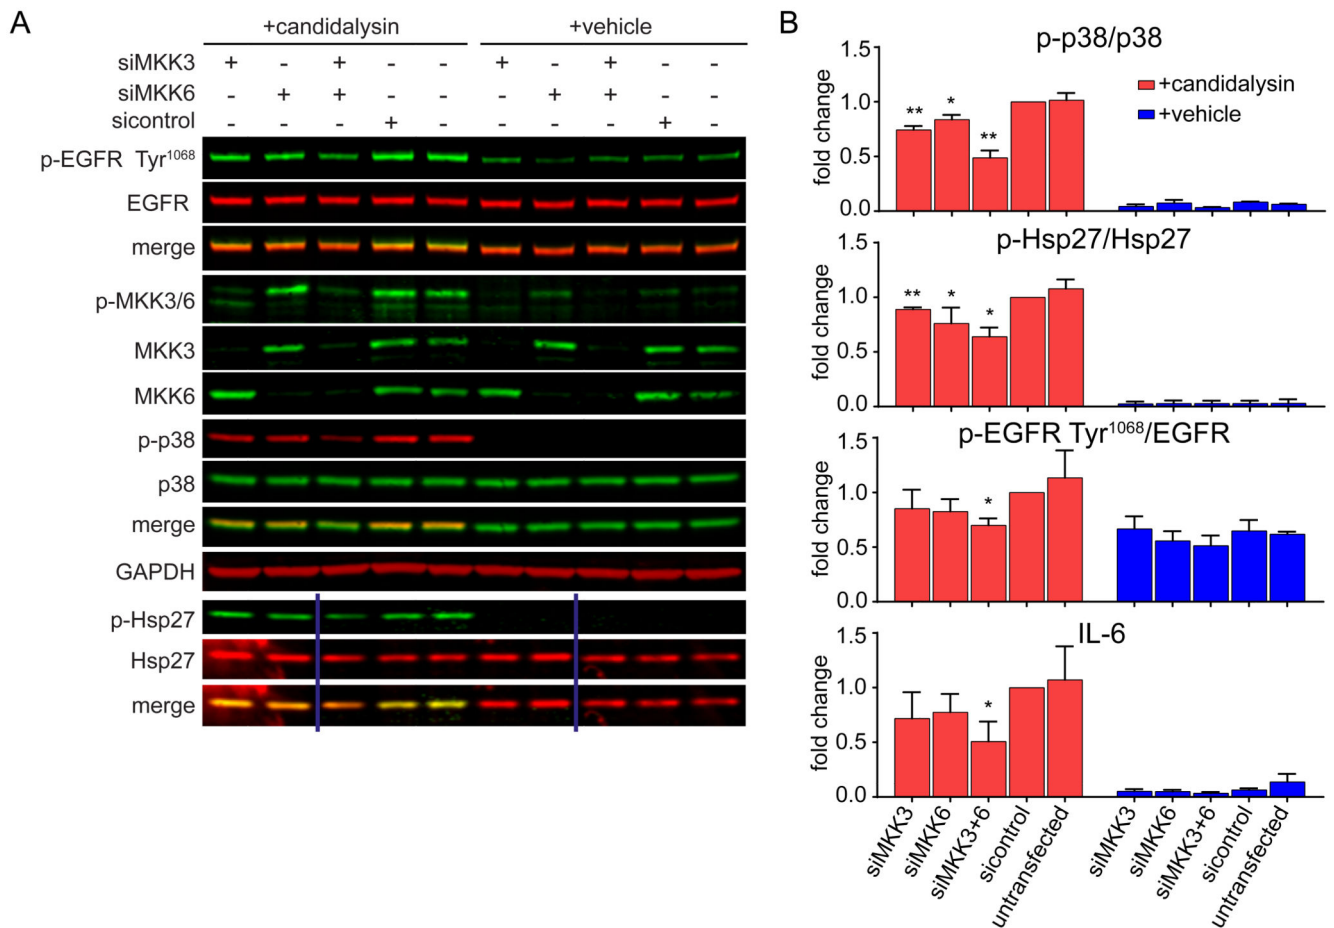 A
+candidalysin +vehicle
siMKK3 + - + - - + - + - -
siMKK6 - + + - - - + + - -
sicontrol - - - + - - - - + -
p-EGFR Tyr1068
EGFR
merge
p-MKK3/6
MKK3
MKK6
p-p38
p38
merge
GAPDH
p-Hsp27
Hsp27
merge
B
p-p38/p38
fold change
1.5
1.0
0.5
0.0
** * **
+candidalysin
+vehicle
p-Hsp27/Hsp27
fold change
1.5
1.0
0.5
0.0
** * *
p-EGFR Tyr1068/EGFR
fold change
1.5
1.0
0.5
0.0
*
IL-6
fold change
1.5
1.0
0.5
0.0
*
siMKK3 siMKK6 siMKK3+6 sicontrol untransfected siMKK3 siMKK6 siMKK3+6 sicontrol untransfected